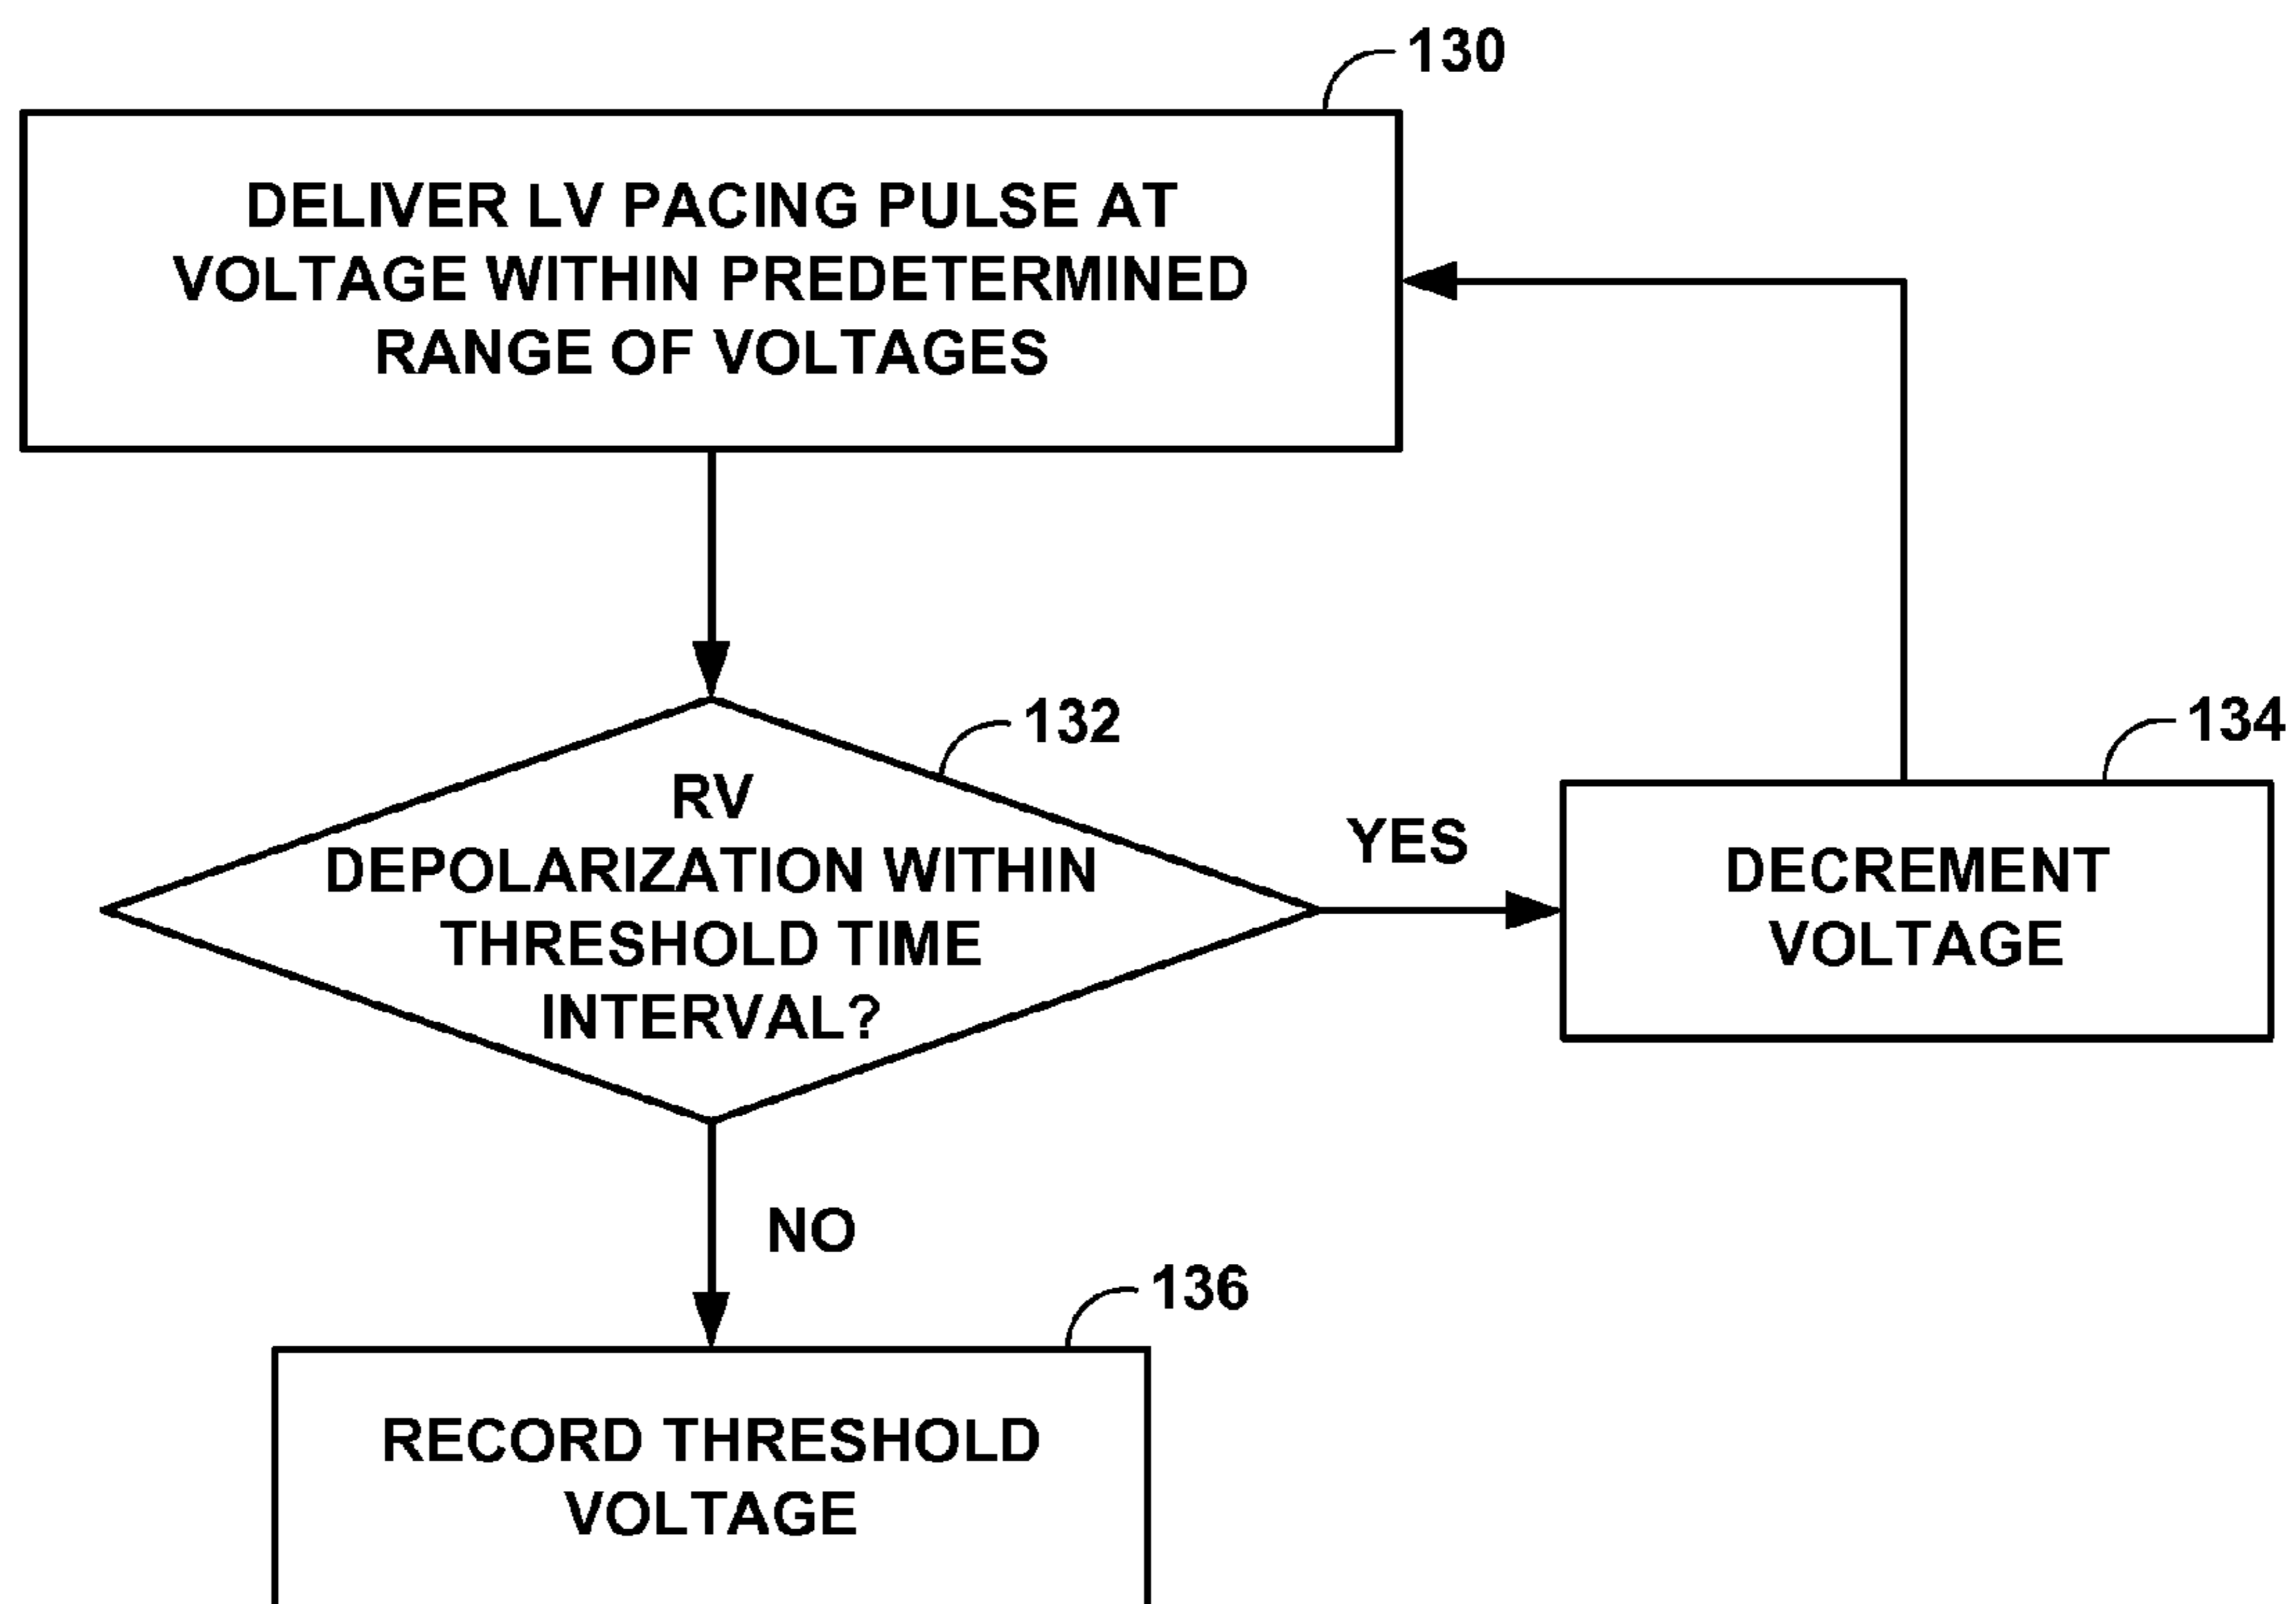 130
DELIVER LV PACING PULSE AT
VOLTAGE WITHIN PREDETERMINED
RANGE OF VOLTAGES
132
RV
DEPOLARIZATION WITHIN
THRESHOLD TIME
INTERVAL?
YES
134
DECREMENT
VOLTAGE
NO
136
RECORD THRESHOLD
VOLTAGE